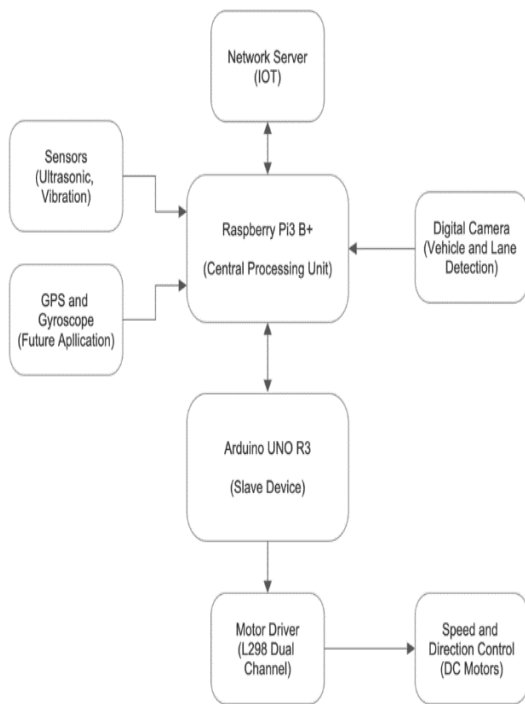 Network Server
(IOT)
Sensors
(Ultrasonic,
Vibration)
Raspberry Pi3 B+
(Central Processing Unit)
Digital Camera
(Vehicle and Lane
Detection)
GPS and
Gyroscope
(Future Apllication)
Arduino UNO R3
(Slave Device)
Motor Driver
(L298 Dual
Channel)
Speed and
Direction Control
(DC Motors)